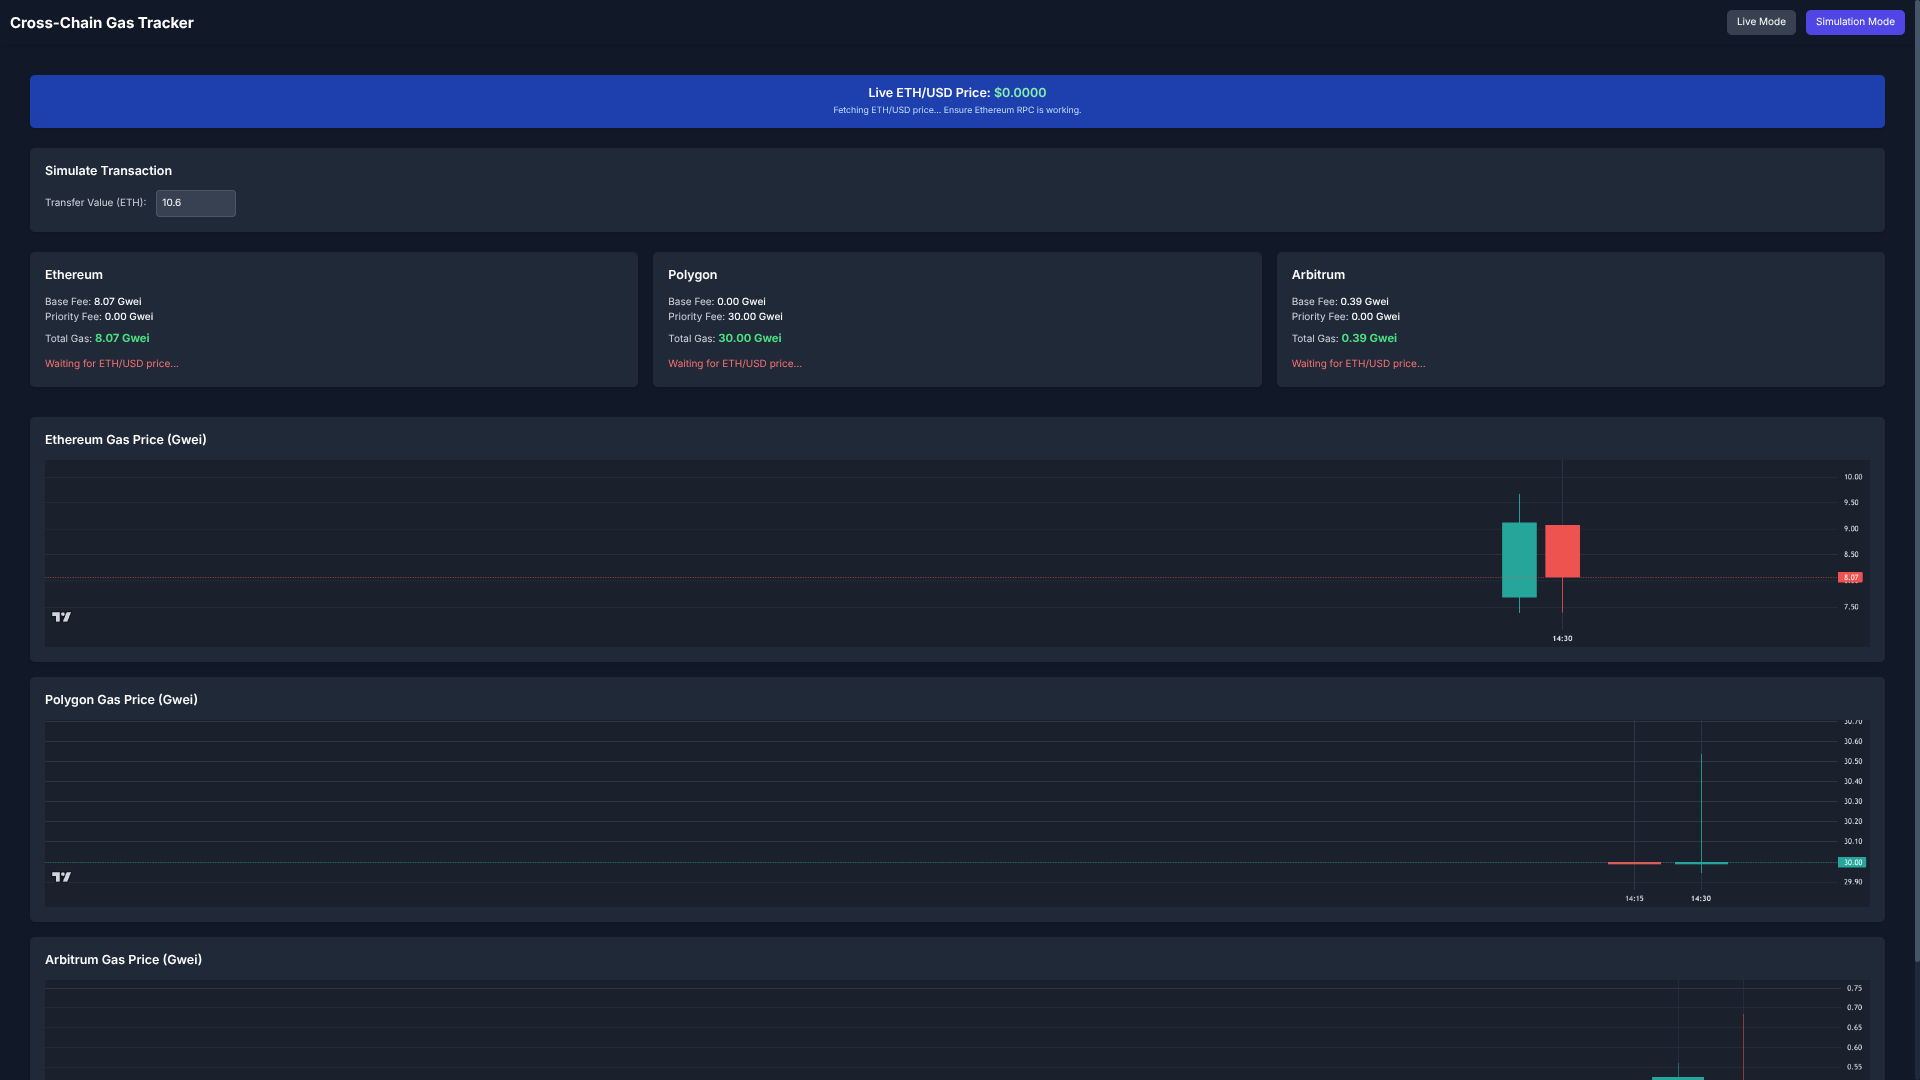 Cross-Chain Gas Tracker
Live Mode
Simulation Mode
Live ETH/USD Price: $0.0000
Fetching ETH/USD price... Ensure Ethereum RPC is working.
Simulate Transaction
Transfer Value (ETH): 10.6
Ethereum
Base Fee: 8.07 Gwei
Priority Fee: 0.00 Gwei
Total Gas: 8.07 Gwei
Waiting for ETH/USD price...
Polygon
Base Fee: 0.00 Gwei
Priority Fee: 30.00 Gwei
Total Gas: 30.00 Gwei
Waiting for ETH/USD price...
Arbitrum
Base Fee: 0.39 Gwei
Priority Fee: 0.00 Gwei
Total Gas: 0.39 Gwei
Waiting for ETH/USD price...
Ethereum Gas Price (Gwei)
10.00
9.50
9.00
8.50
8.07
7.50
14:30
Polygon Gas Price (Gwei)
30.70
30.60
30.50
30.40
30.30
30.20
30.10
30.00
29.90
14:15
14:30
Arbitrum Gas Price (Gwei)
0.75
0.70
0.65
0.60
0.55